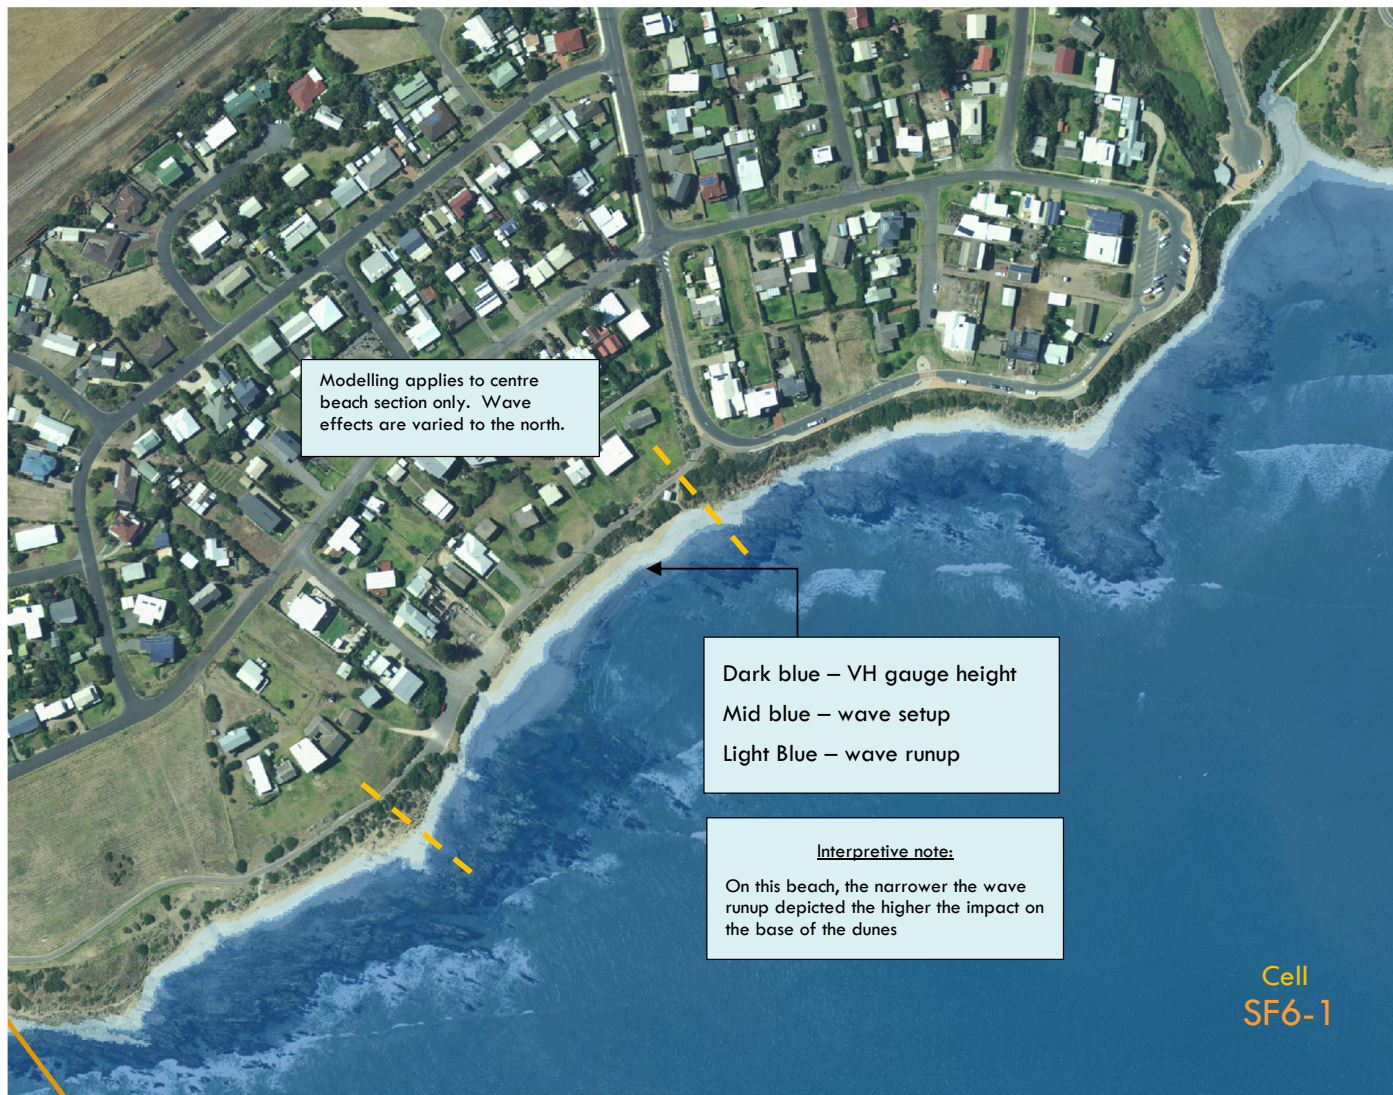 Modelling applies to centre
beach section only. Wave
effects are varied to the north.
Dark blue – VH gauge height
Mid blue – wave setup
Light Blue – wave runup
Interpretive note:
On this beach, the narrower the wave
runup depicted the higher the impact on
the base of the dunes
Cell
SF6-1